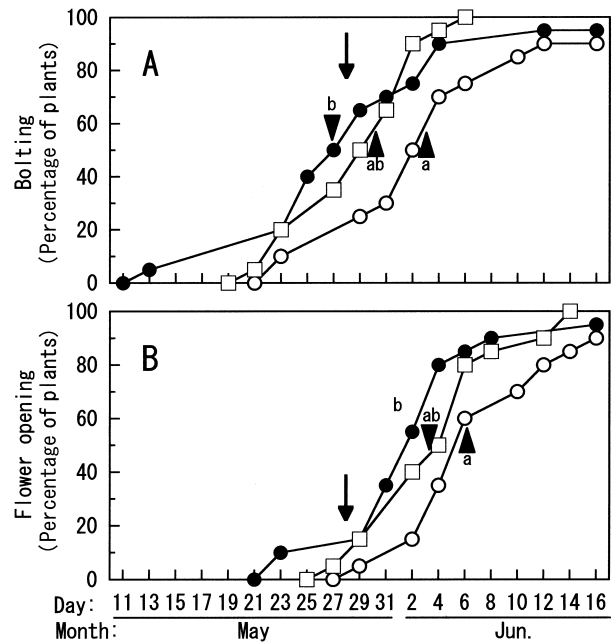 Bolting
(Percentage of plants)
100
80
60
40
20
0
A
b
ab
a
Flower opening
(Percentage of plants)
100
80
60
40
20
0
B
b
ab
a
Day: 11 13 15 17 19 21 23 25 27 29 31 2 4 6 8 10 12 14 16
Month: May Jun.